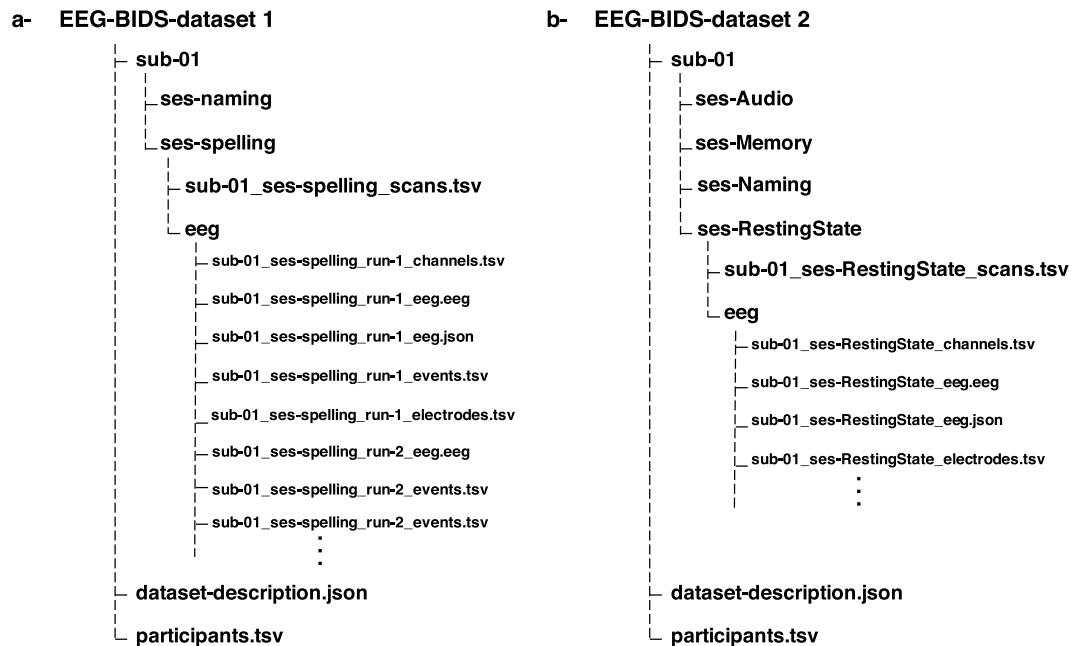 a- EEG-BIDS-dataset 1
sub-01
ses-naming
ses-spelling
sub-01_ses-spelling_scans.tsv
eeg
sub-01_ses-spelling_run-1_channels.tsv
sub-01_ses-spelling_run-1_eeg.eeg
sub-01_ses-spelling_run-1_eeg.json
sub-01_ses-spelling_run-1_events.tsv
sub-01_ses-spelling_run-1_electrodes.tsv
sub-01_ses-spelling_run-2_eeg.eeg
sub-01_ses-spelling_run-2_events.tsv
sub-01_ses-spelling_run-2_events.tsv
dataset-description.json
participants.tsv
b- EEG-BIDS-dataset 2
sub-01
ses-Audio
ses-Memory
ses-Naming
ses-RestingState
sub-01_ses-RestingState_scans.tsv
eeg
sub-01_ses-RestingState_channels.tsv
sub-01_ses-RestingState_eeg.eeg
sub-01_ses-RestingState_eeg.json
sub-01_ses-RestingState_electrodes.tsv
dataset-description.json
participants.tsv